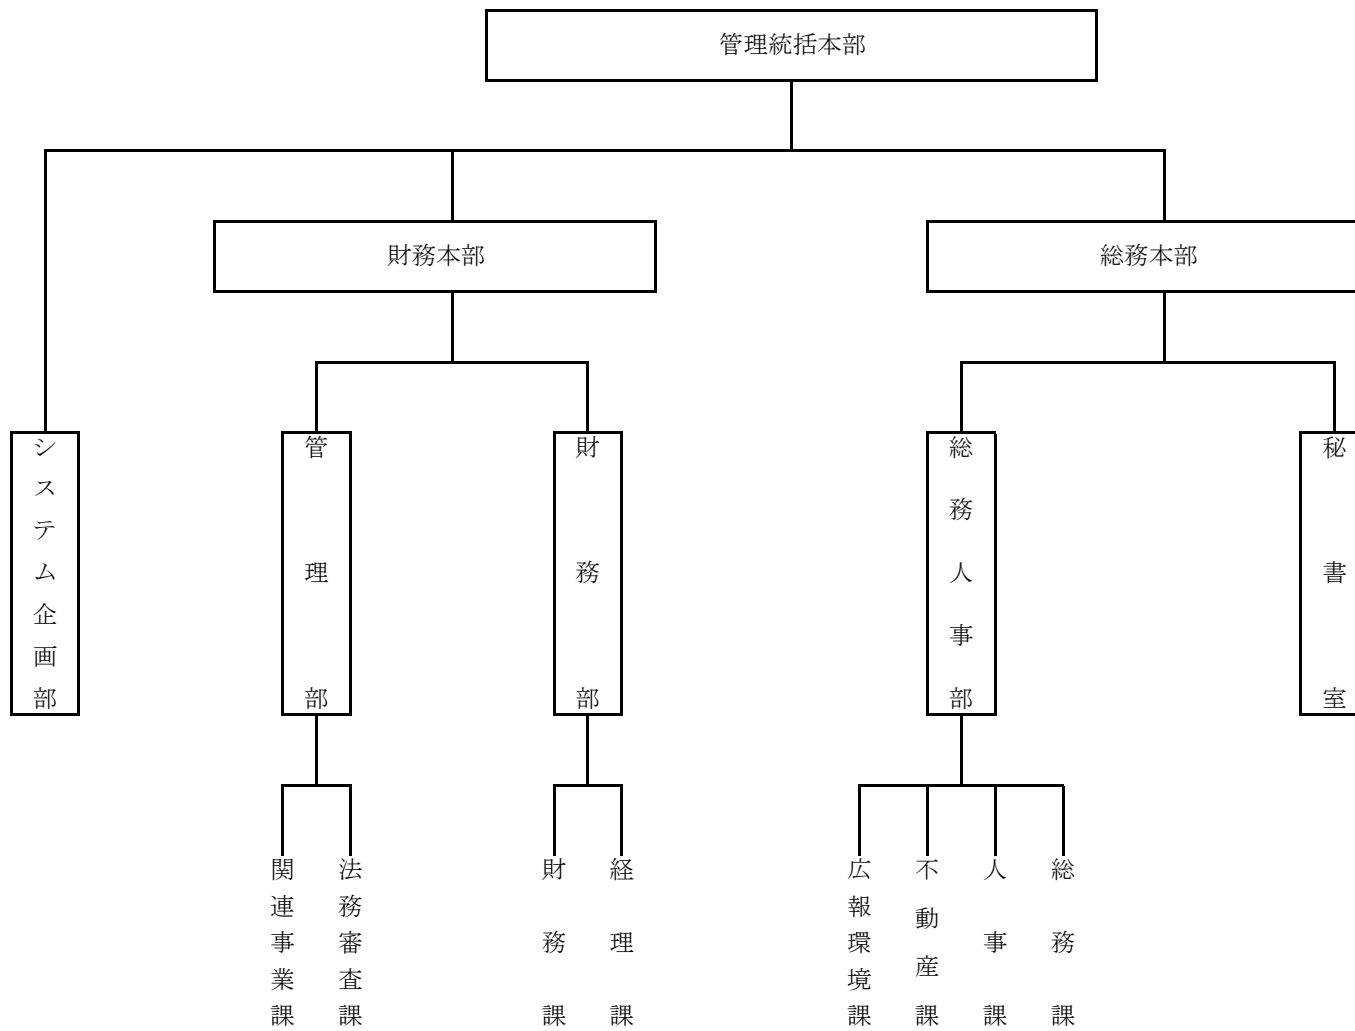 管理統括本部
財務本部
総務本部
システム企画部
管理部
財務部
総務人事部
秘書室
関連事業課
法務審査課
財務課
経理課
広報環境課
不動産課
人事課
総務課